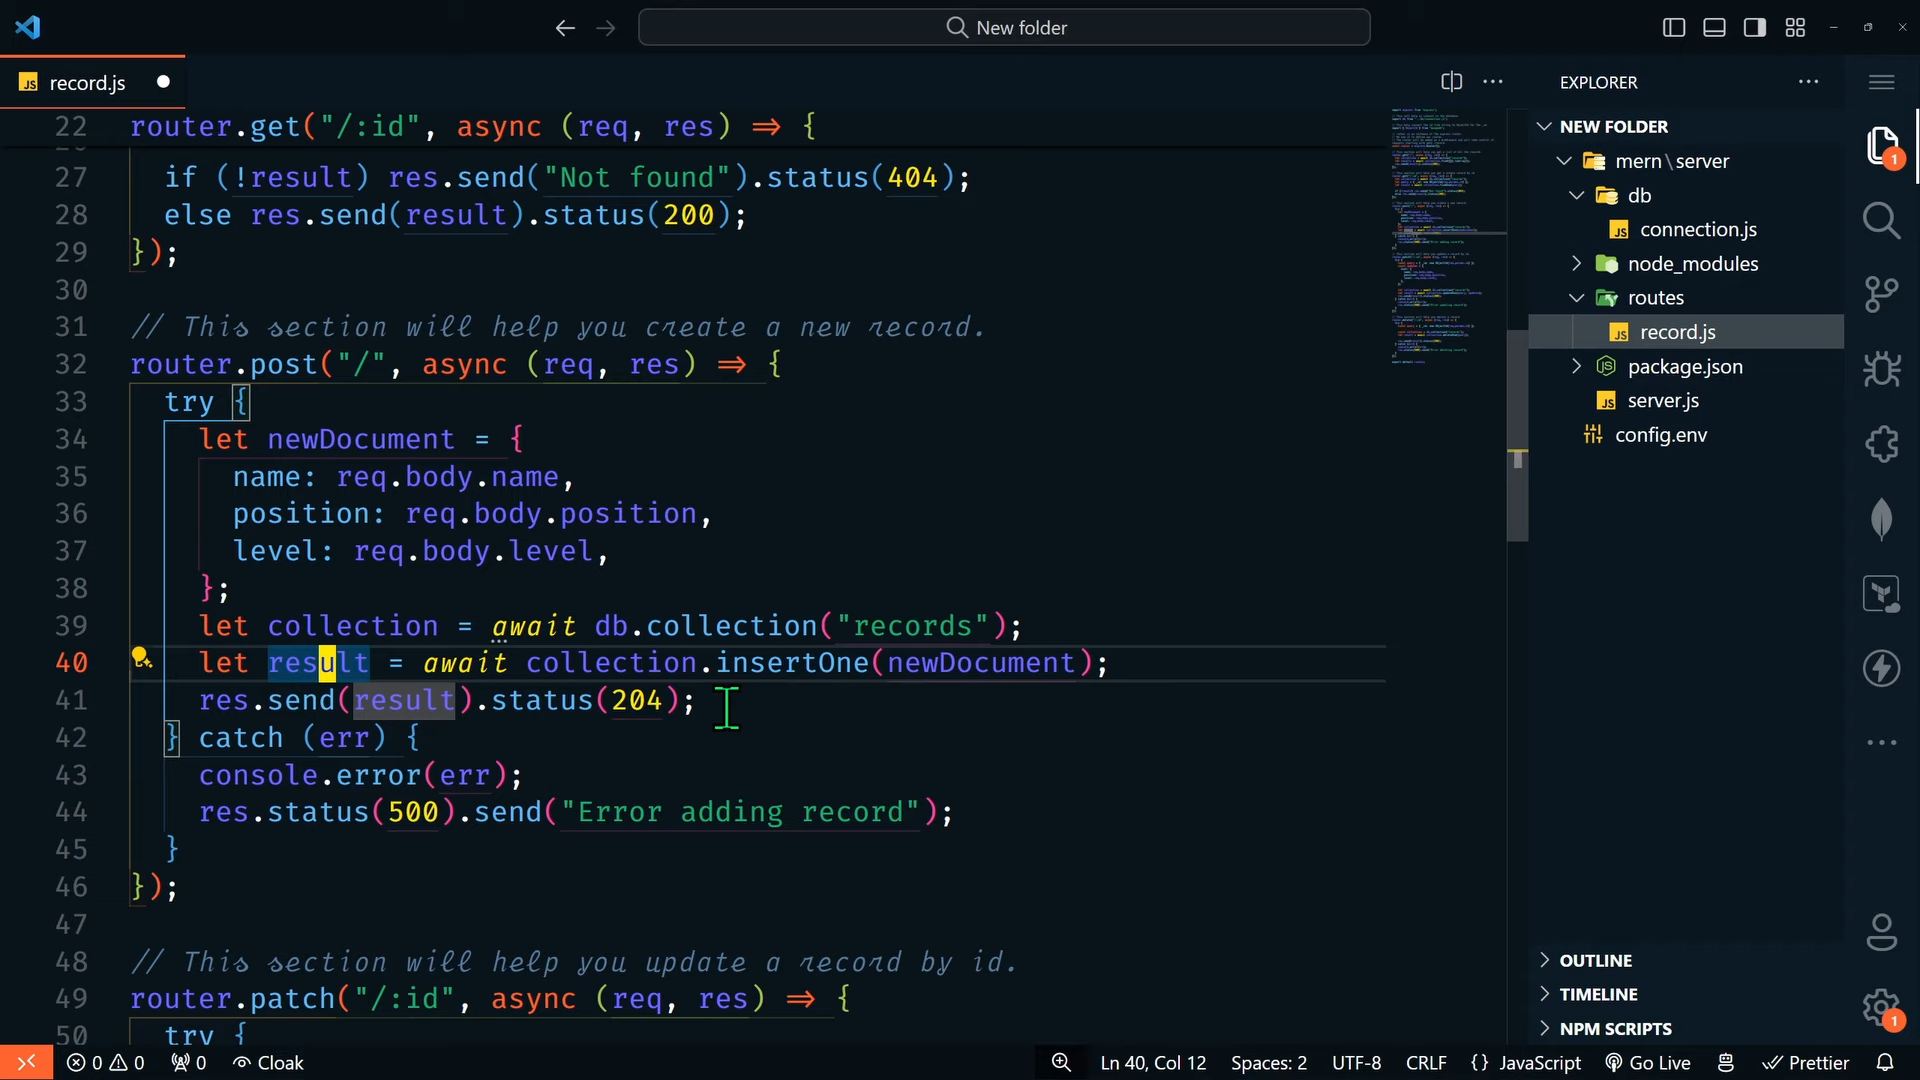 New folder
record.js
EXPLORER
22 router.get("/:id", async (req, res) => {
27 if (!result) res.send("Not found").status(404);
28 else res.send(result).status(200);
29 });
30
31 // This section will help you create a new record.
32 router.post("/", async (req, res) => {
33 try {
34 let newDocument = {
35 name: req.body.name,
36 position: req.body.position,
37 level: req.body.level,
38 };
39 let collection = await db.collection("records");
40 let result = await collection.insertOne(newDocument);
41 res.send(result).status(204);
42 } catch (err) {
43 console.error(err);
44 res.status(500).send("Error adding record");
45 }
46 });
47
48 // This section will help you update a record by id.
49 router.patch("/:id", async (req, res) => {
50 try {
NEW FOLDER
mern\server
db
connection.js
node_modules
routes
record.js
package.json
server.js
config.env
OUTLINE
TIMELINE
NPM SCRIPTS
1
1
0 0 0 Cloak Ln 40, Col 12 Spaces: 2 UTF-8 CRLF {} JavaScript Go Live Prettier